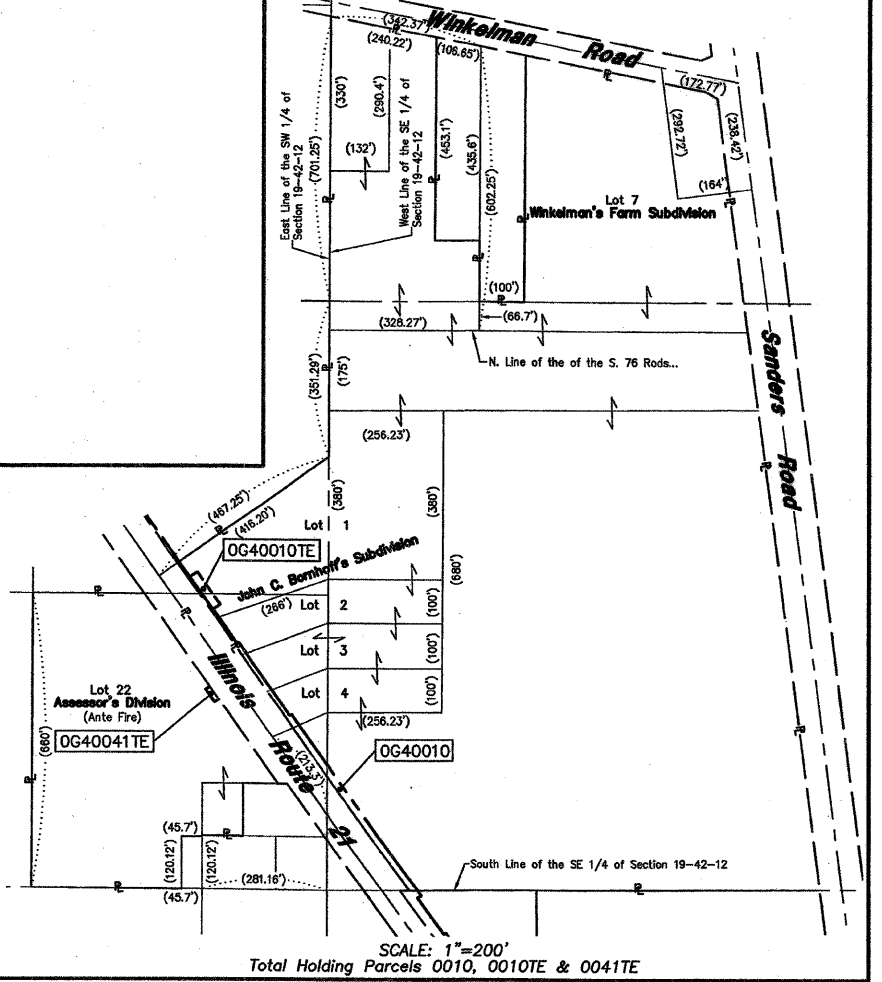 Winkelman Road
(342.37')
(240.22')
(106.65')
(172.77')
(330')
(290.4')
(132')
(701.25')
East Line of the SW 1/4 of
Section 19-42-12
West Line of the SE 1/4 of
Section 19-42-12
(453.1')
(435.6')
(602.25')
(292.72')
(238.42')
(164')
Lot 7
Winkelman's Farm Subdivision
(100')
(328.27')
(66.7')
N. Line of the of the S. 76 Rods...
(351.29')
(175')
Sanders Road
(256.23')
(467.25')
(416.20')
(380')
(380')
Lot 1
0G40010TE
John C. Bornhoff's Subdivision
(680')
(266')
Lot 2
(100')
Lot 3
(100')
Lot 4
(100')
(256.23')
Illinois Route 21
Lot 22
Assessor's Division
(Ante Fire)
0G40041TE
(660')
0G40010
(213.3')
(45.7')
(120.12')
(120.12')
(281.16')
(45.7')
South Line of the SE 1/4 of Section 19-42-12
SCALE: 1"=200'
Total Holding Parcels 0010, 0010TE & 0041TE